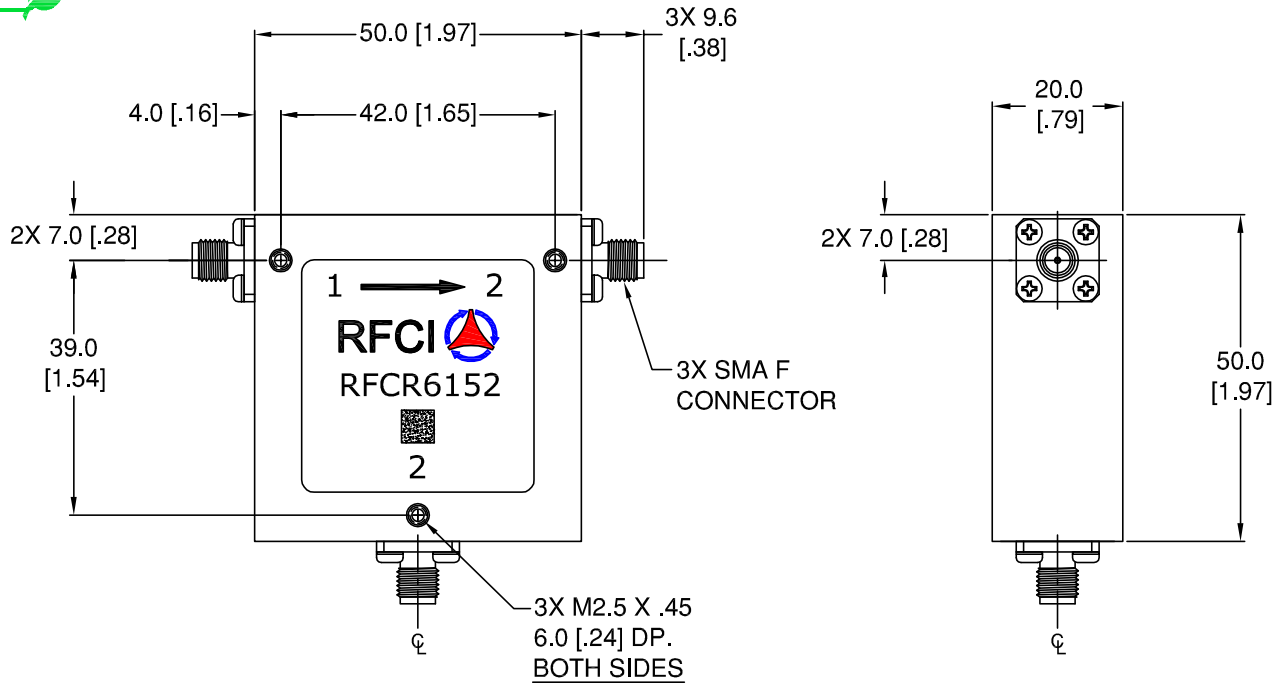 50.0 [1.97]
3X 9.6
[.38]
4.0 [.16]
42.0 [1.65]
20.0
[.79]
2X 7.0 [.28]
2X 7.0 [.28]
1 2
RFCI
RFCR6152
2
39.0
[1.54]
3X SMA F
CONNECTOR
50.0
[1.97]
3X M2.5 X .45
6.0 [.24] DP.
BOTH SIDES
℄
℄